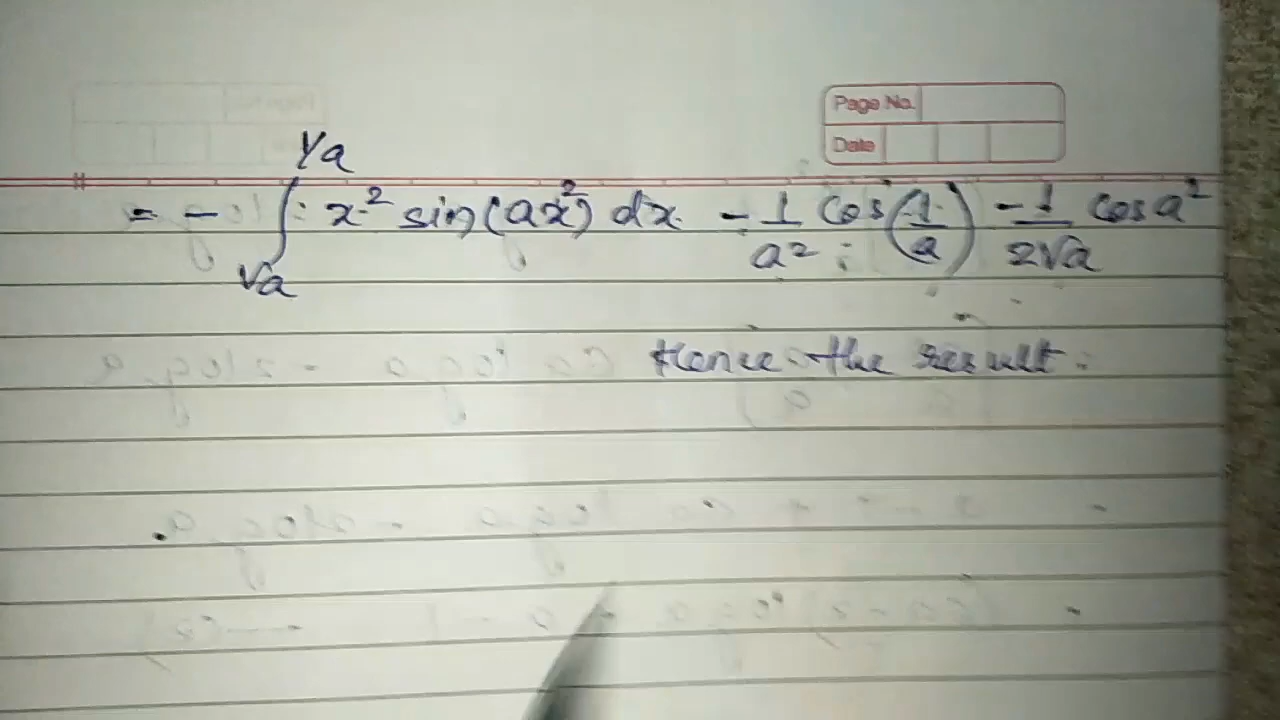 Page No.
Date
1/a
= - ∫ x² sin(ax²) dx - 1/a² cos(1/a) - 1/2√a cos a²
√a
Hence the result.